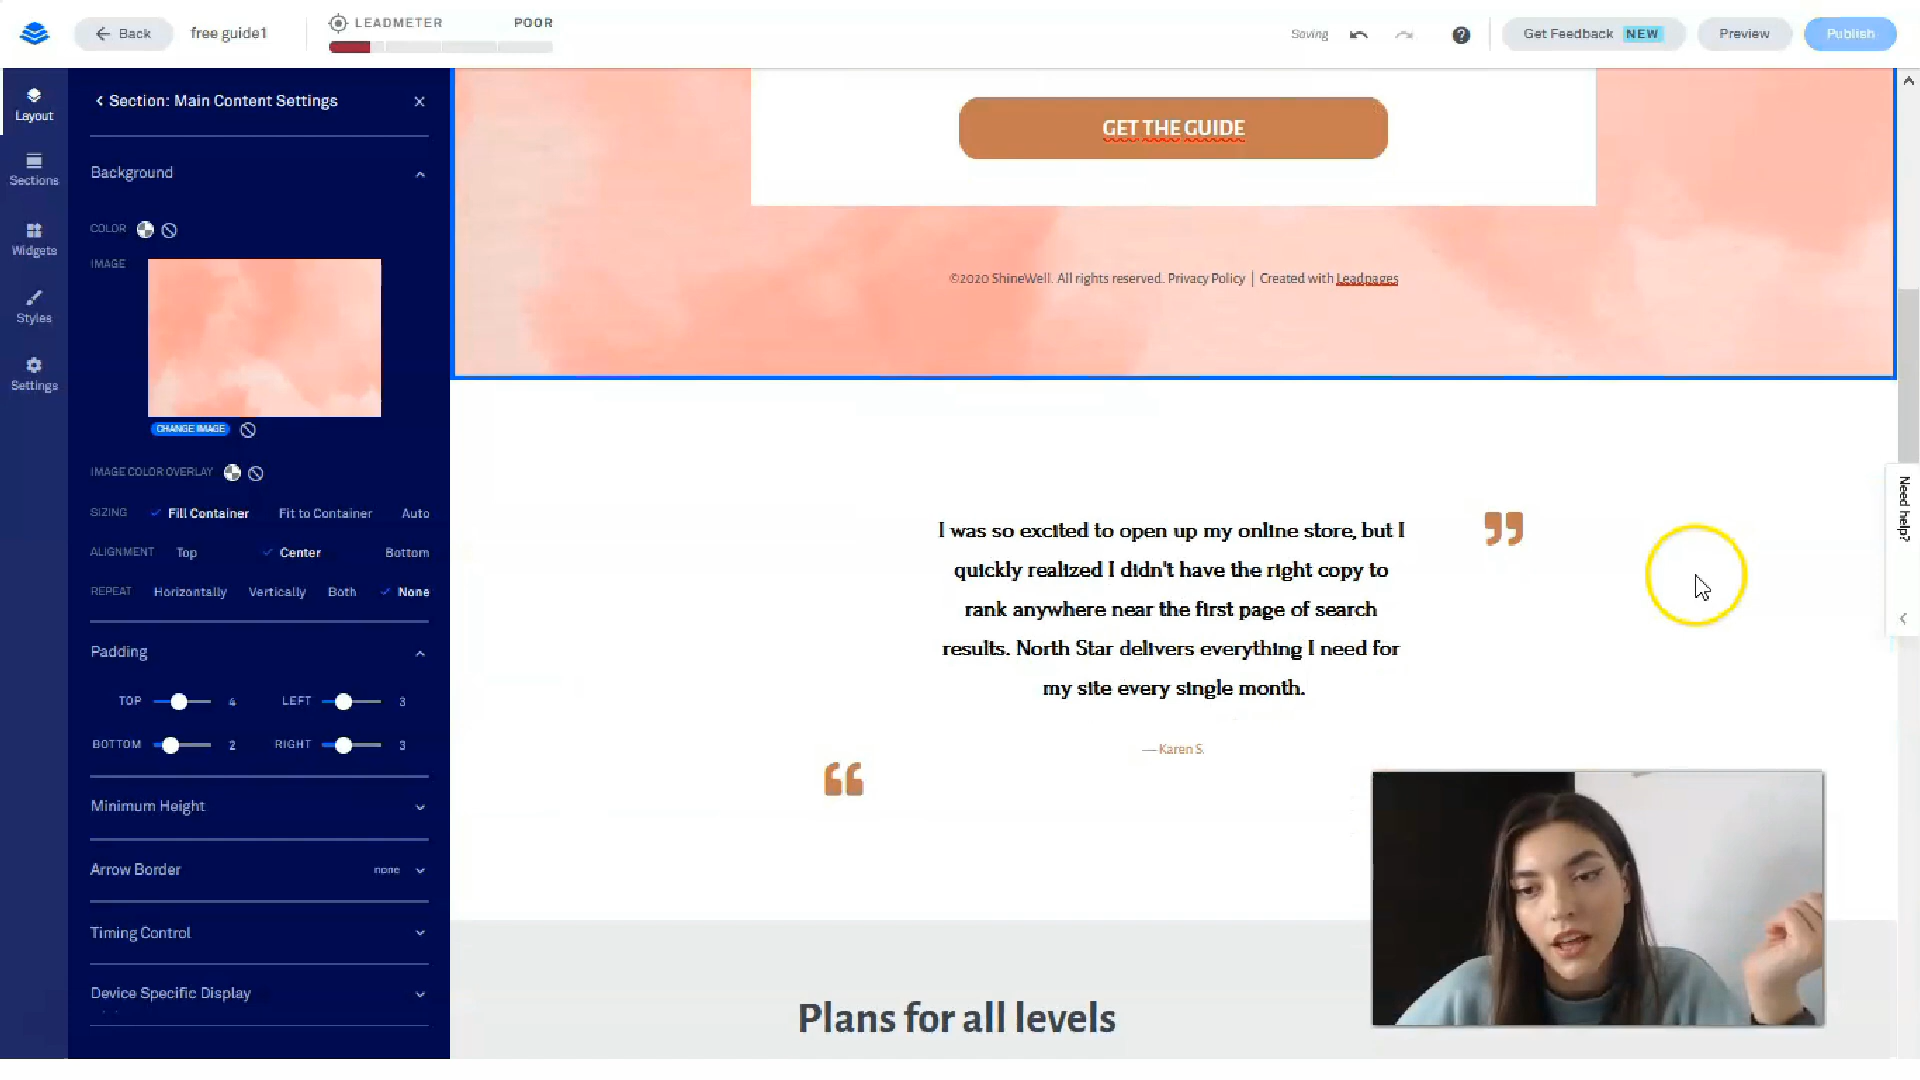 Back
free guide1
LEADMETER
POOR
Saving
?
Get Feedback NEW
Preview
Publish
Layout
Sections
Widgets
Styles
Settings
Section: Main Content Settings
Background
COLOR
IMAGE
CHANGE IMAGE
IMAGE COLOR OVERLAY
SIZING Fill Container Fit to Container Auto
ALIGNMENT Top Center Bottom
REPEAT Horizontally Vertically Both None
Padding
TOP 4 LEFT 3
BOTTOM 2 RIGHT 3
Minimum Height
Arrow Border none
Timing Control
Device Specific Display
GET THE GUIDE
©2020 ShineWell. All rights reserved. Privacy Policy | Created with Leadpages
I was so excited to open up my online store, but I
quickly realized I didn't have the right copy to
rank anywhere near the first page of search
results. North Star delivers everything I need for
my site every single month.
— Karen S.
Plans for all levels
Need help?